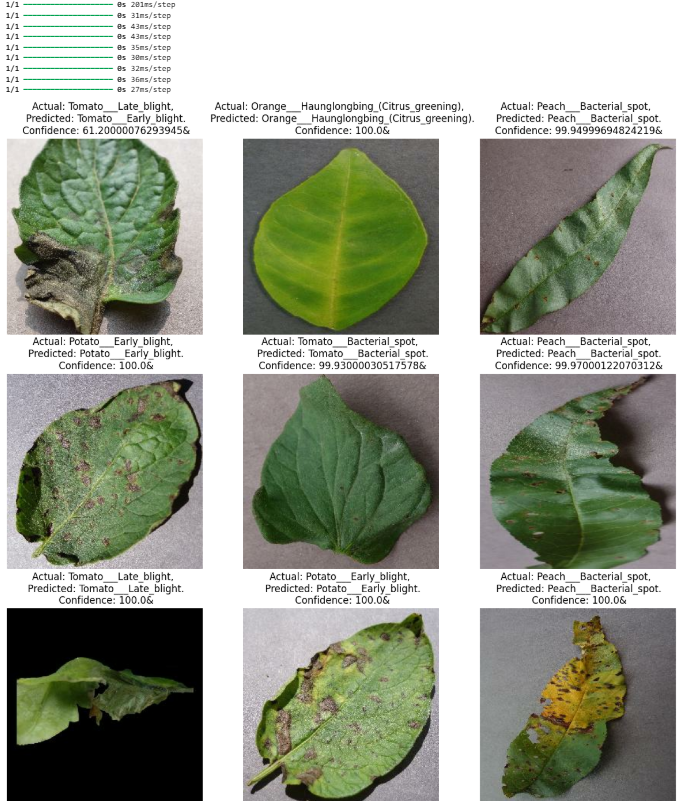 1/1 ━━━━━━━━━━━━━━━━━━━━ 0s 201ms/step
1/1 ━━━━━━━━━━━━━━━━━━━━ 0s 31ms/step
1/1 ━━━━━━━━━━━━━━━━━━━━ 0s 43ms/step
1/1 ━━━━━━━━━━━━━━━━━━━━ 0s 43ms/step
1/1 ━━━━━━━━━━━━━━━━━━━━ 0s 35ms/step
1/1 ━━━━━━━━━━━━━━━━━━━━ 0s 30ms/step
1/1 ━━━━━━━━━━━━━━━━━━━━ 0s 32ms/step
1/1 ━━━━━━━━━━━━━━━━━━━━ 0s 36ms/step
1/1 ━━━━━━━━━━━━━━━━━━━━ 0s 27ms/step
Actual: Tomato___Late_blight,
Predicted: Tomato___Early_blight.
Confidence: 61.20000076293945&
Actual: Orange___Haunglongbing_(Citrus_greening),
Predicted: Orange___Haunglongbing_(Citrus_greening).
Confidence: 100.0&
Actual: Peach___Bacterial_spot,
Predicted: Peach___Bacterial_spot.
Confidence: 99.94999694824219&
Actual: Potato___Early_blight,
Predicted: Potato___Early_blight.
Confidence: 100.0&
Actual: Tomato___Bacterial_spot,
Predicted: Tomato___Bacterial_spot.
Confidence: 99.93000030517578&
Actual: Peach___Bacterial_spot,
Predicted: Peach___Bacterial_spot.
Confidence: 99.97000122070312&
Actual: Tomato___Late_blight,
Predicted: Tomato___Late_blight.
Confidence: 100.0&
Actual: Potato___Early_blight,
Predicted: Potato___Early_blight.
Confidence: 100.0&
Actual: Peach___Bacterial_spot,
Predicted: Peach___Bacterial_spot.
Confidence: 100.0&